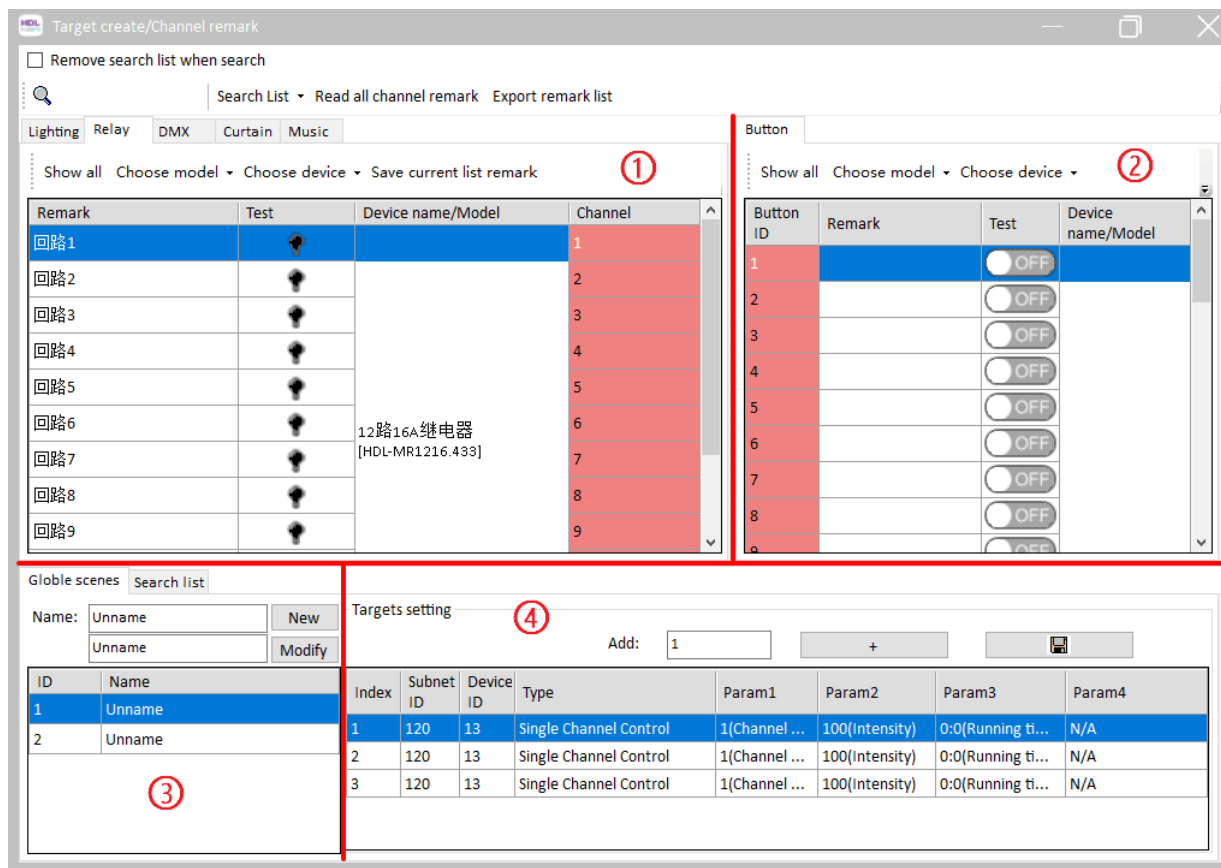 HDL Target create/Channel remark
Remove search list when search
Search List Read all channel remark Export remark list
Lighting Relay DMX Curtain Music
Show all Choose model Choose device Save current list remark ①
Remark Test Device name/Model Channel
回路1 1
回路2 2
回路3 3
回路4 4
回路5 5
回路6 6
回路7 7
回路8 8
回路9 9
12路16A继电器
[HDL-MR1216.433]
Button
Show all Choose model Choose device ②
Button ID Remark Test Device name/Model
1 OFF
2 OFF
3 OFF
4 OFF
5 OFF
6 OFF
7 OFF
8 OFF
9 OFF
Globle scenes Search list
Name: Unname New
Unname Modify
ID Name
1 Unname
2 Unname
③
Targets setting ④
Add: 1 +
Index Subnet ID Device ID Type Param1 Param2 Param3 Param4
1 120 13 Single Channel Control 1(Channel ... 100(Intensity) 0:0(Running ti... N/A
2 120 13 Single Channel Control 1(Channel ... 100(Intensity) 0:0(Running ti... N/A
3 120 13 Single Channel Control 1(Channel ... 100(Intensity) 0:0(Running ti... N/A